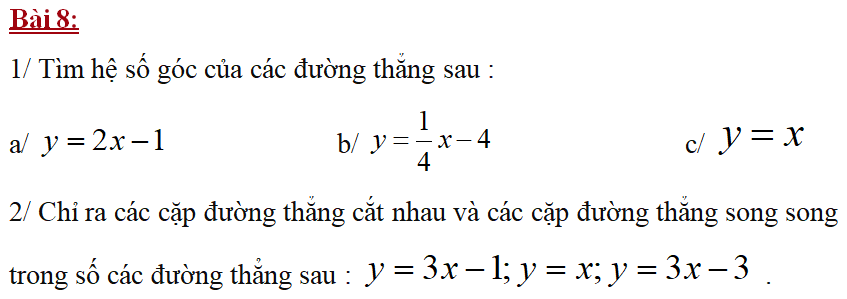 Bài 8:
1/ Tìm hệ số góc của các đường thẳng sau :
a/ y = 2x − 1 b/ y = 1/4 x − 4 c/ y = x
2/ Chỉ ra các cặp đường thẳng cắt nhau và các cặp đường thẳng song song
trong số các đường thẳng sau : y = 3x − 1; y = x; y = 3x − 3 .